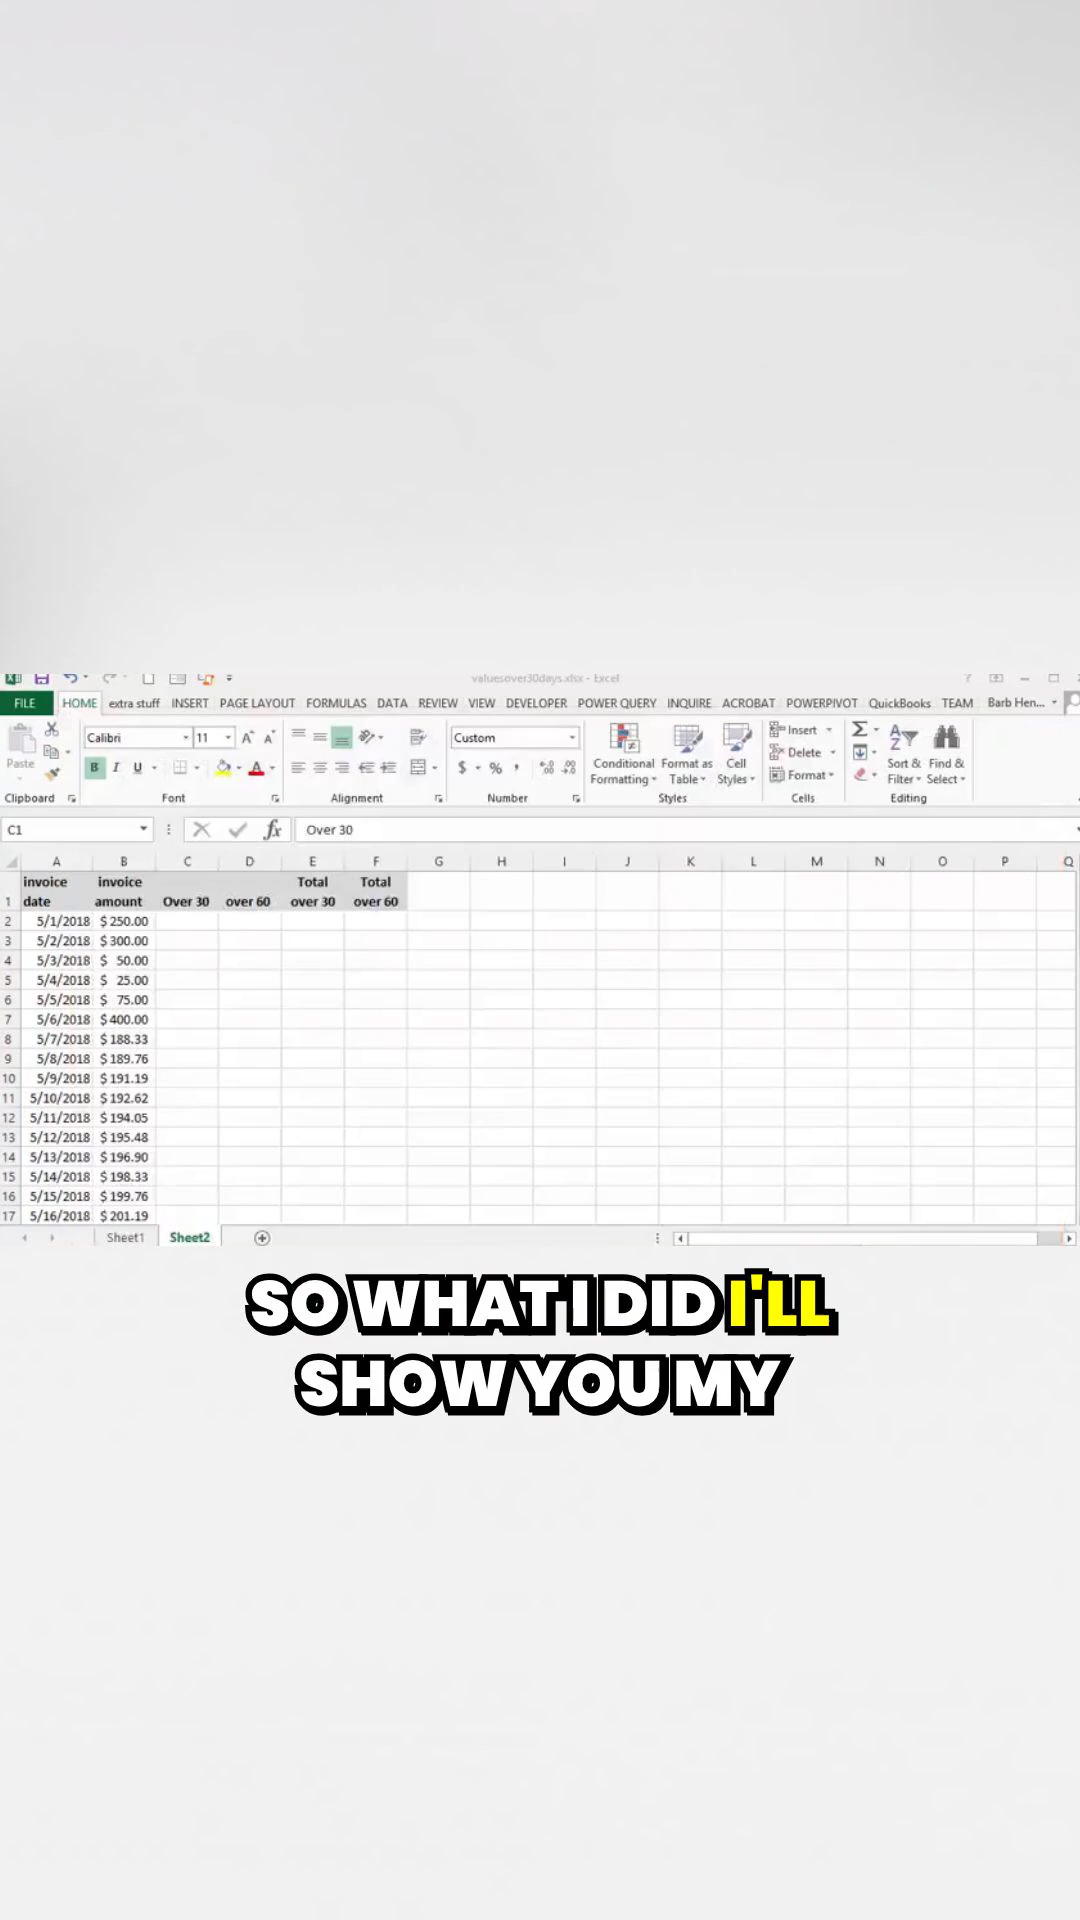 valuesover30days.xlsx - Excel
FILE HOME extra stuff INSERT PAGE LAYOUT FORMULAS DATA REVIEW VIEW DEVELOPER POWER QUERY INQUIRE ACROBAT POWERPIVOT QuickBooks TEAM Barb Hen...
Calibri 11 Custom Insert
Paste B I U $ % Conditional Format as Cell Delete Sort & Find &
Formatting Table Styles Format Filter Select
Clipboard Font Alignment Number Styles Cells Editing
C1 fx Over 30
A B C D E F G H I J K L M N O P Q
invoice invoice Total Total
1 date amount Over 30 over 60 over 30 over 60
2 5/1/2018 $ 250.00
3 5/2/2018 $ 300.00
4 5/3/2018 $ 50.00
5 5/4/2018 $ 25.00
6 5/5/2018 $ 75.00
7 5/6/2018 $ 400.00
8 5/7/2018 $ 188.33
9 5/8/2018 $ 189.76
10 5/9/2018 $ 191.19
11 5/10/2018 $ 192.62
12 5/11/2018 $ 194.05
13 5/12/2018 $ 195.48
14 5/13/2018 $ 196.90
15 5/14/2018 $ 198.33
16 5/15/2018 $ 199.76
17 5/16/2018 $ 201.19
Sheet1 Sheet2
SO WHAT I DID I'LL
SHOW YOU MY